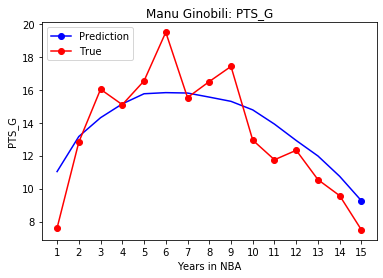 Manu Ginobili: PTS_G
Prediction
True
20
18
16
14
12
10
8
PTS_G
1 2 3 4 5 6 7 8 9 10 11 12 13 14 15
Years in NBA